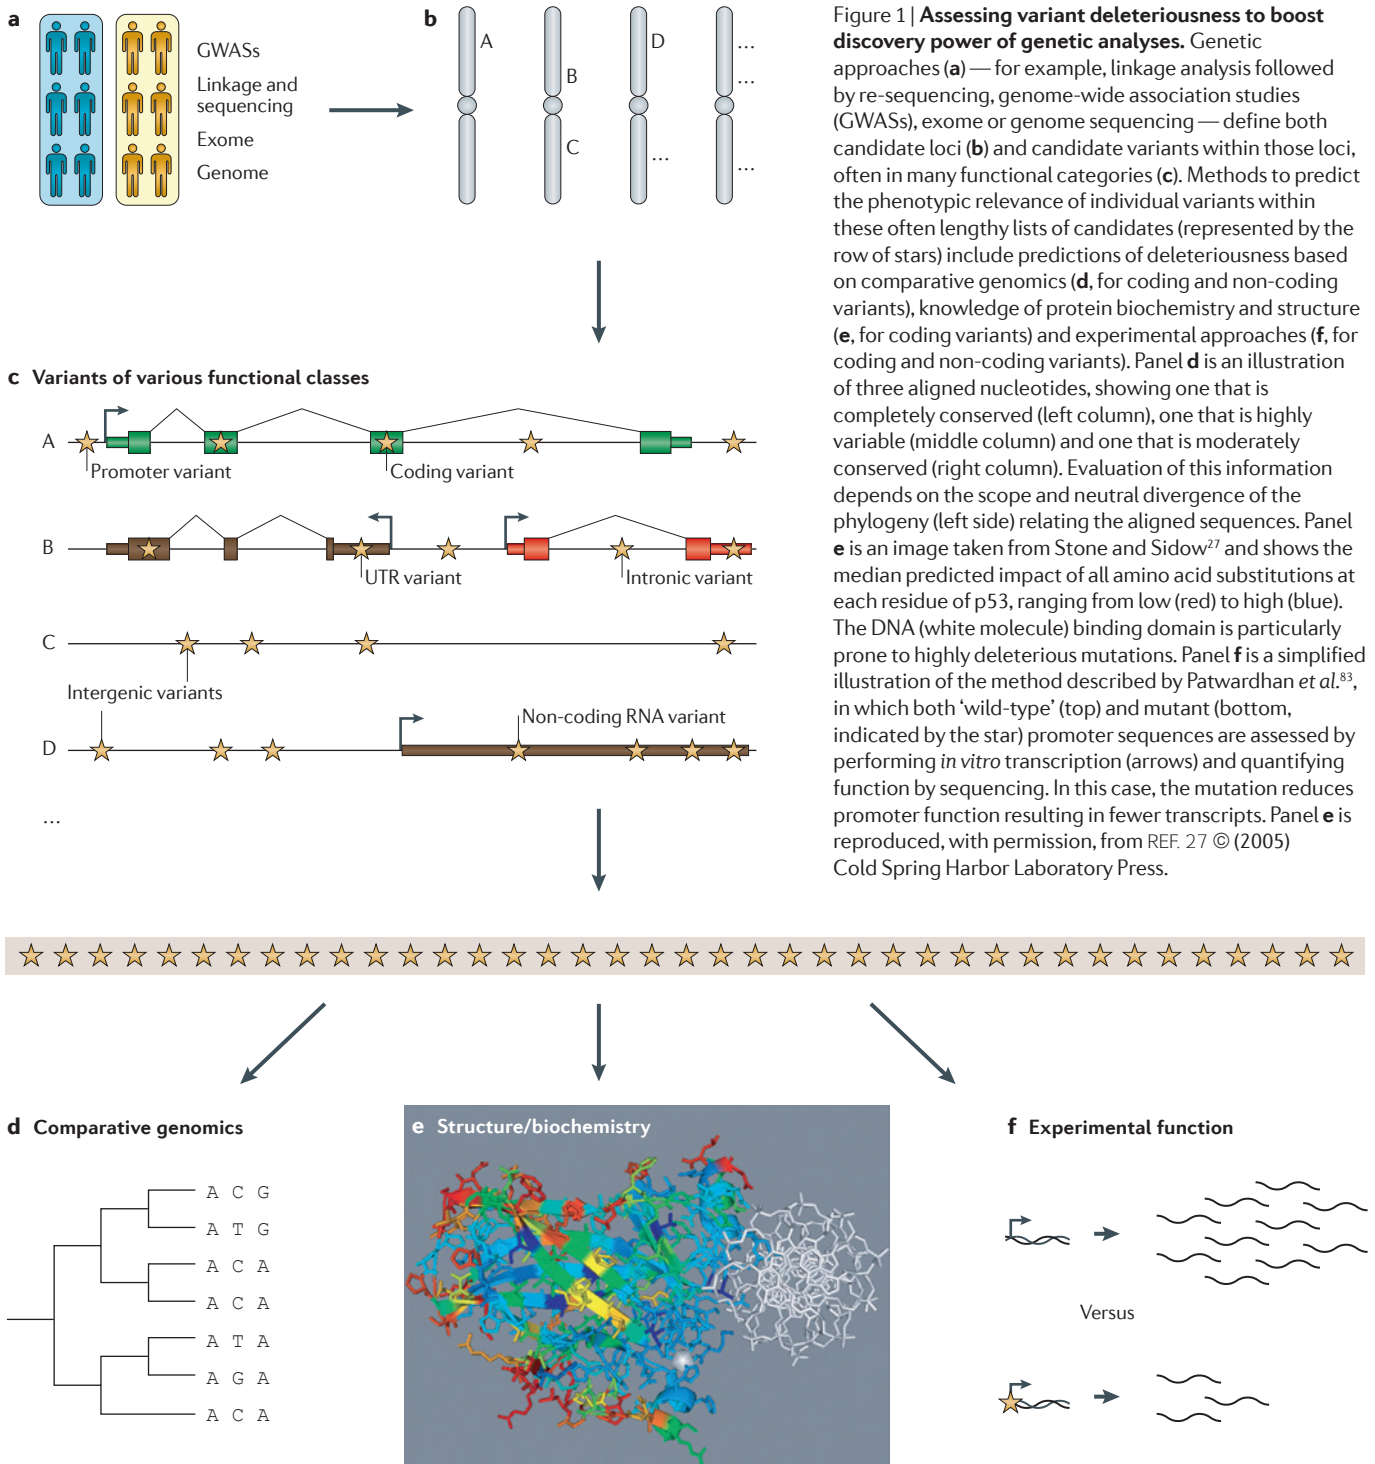 a
GWASs
Linkage and
sequencing
Exome
Genome
b
A
B
C
D
...
...
...
...
Figure 1 | Assessing variant deleteriousness to boost
discovery power of genetic analyses. Genetic
approaches (a) — for example, linkage analysis followed
by re-sequencing, genome-wide association studies
(GWASs), exome or genome sequencing — define both
candidate loci (b) and candidate variants within those loci,
often in many functional categories (c). Methods to predict
the phenotypic relevance of individual variants within
these often lengthy lists of candidates (represented by the
row of stars) include predictions of deleteriousness based
on comparative genomics (d, for coding and non-coding
variants), knowledge of protein biochemistry and structure
(e, for coding variants) and experimental approaches (f, for
coding and non-coding variants). Panel d is an illustration
of three aligned nucleotides, showing one that is
completely conserved (left column), one that is highly
variable (middle column) and one that is moderately
conserved (right column). Evaluation of this information
depends on the scope and neutral divergence of the
phylogeny (left side) relating the aligned sequences. Panel
e is an image taken from Stone and Sidow27 and shows the
median predicted impact of all amino acid substitutions at
each residue of p53, ranging from low (red) to high (blue).
The DNA (white molecule) binding domain is particularly
prone to highly deleterious mutations. Panel f is a simplified
illustration of the method described by Patwardhan et al.83,
in which both ‘wild-type’ (top) and mutant (bottom,
indicated by the star) promoter sequences are assessed by
performing in vitro transcription (arrows) and quantifying
function by sequencing. In this case, the mutation reduces
promoter function resulting in fewer transcripts. Panel e is
reproduced, with permission, from REF. 27 © (2005)
Cold Spring Harbor Laboratory Press.
c Variants of various functional classes
A
Promoter variant
Coding variant
B
UTR variant
Intronic variant
C
Intergenic variants
Non-coding RNA variant
D
...
d Comparative genomics
A C G
A T G
A C A
A C A
A T A
A G A
A C A
e Structure/biochemistry
f Experimental function
Versus